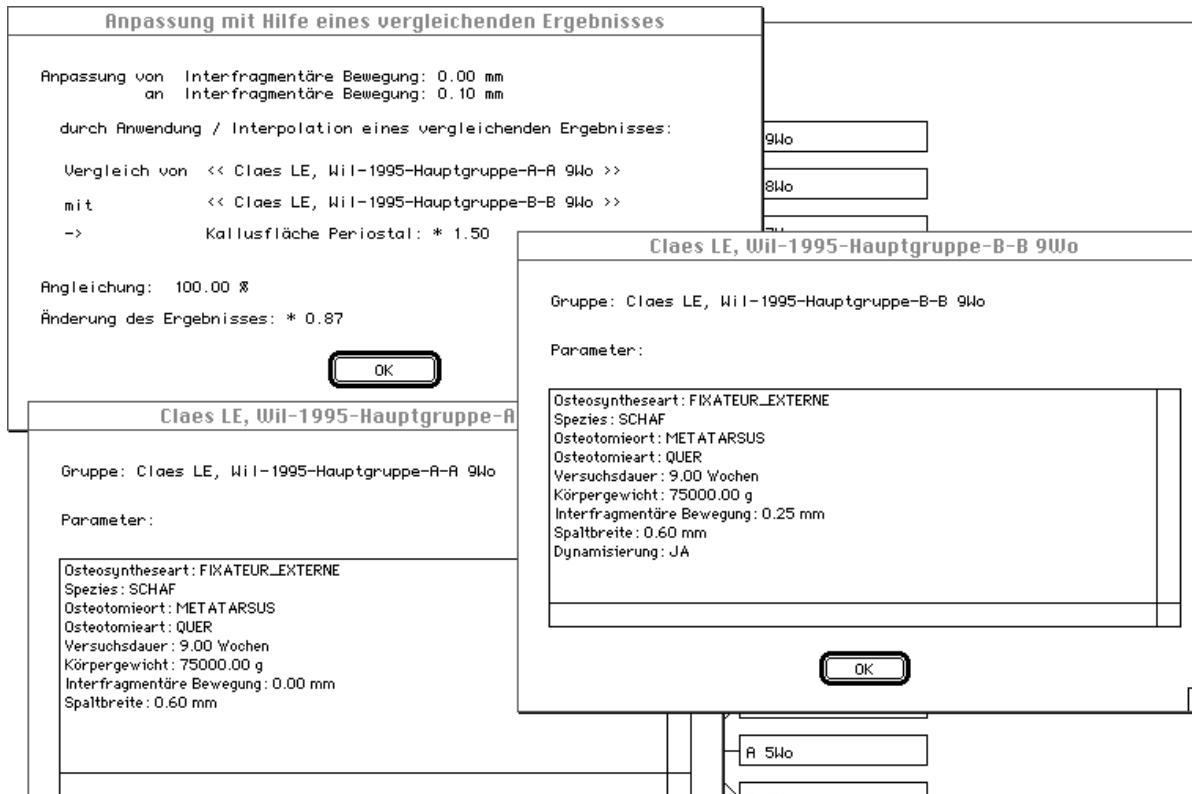 Anpassung mit Hilfe eines vergleichenden Ergebnisses
Anpassung von Interfragmentäre Bewegung: 0.00 mm
an Interfragmentäre Bewegung: 0.10 mm
durch Anwendung / Interpolation eines vergleichenden Ergebnisses:
Vergleich von << Claes LE, Wil-1995-Hauptgruppe-A-A 9Wo >>
mit << Claes LE, Wil-1995-Hauptgruppe-B-B 9Wo >>
-> Kallusfläche Periostal: * 1.50
Angleichung: 100.00 %
Änderung des Ergebnisses: * 0.87
OK
9Wo
8Wo
Claes LE, Wil-1995-Hauptgruppe-B-B 9Wo
Gruppe: Claes LE, Wil-1995-Hauptgruppe-B-B 9Wo
Parameter:
Osteosyntheseart: FIXATEUR_EXTERNE
Spezies: SCHAF
Osteotomieort: METATARSUS
Osteotomieart: QUER
Versuchsdauer: 9.00 Wochen
Körpergewicht: 75000.00 g
Interfragmentäre Bewegung: 0.25 mm
Spaltbreite: 0.60 mm
Dynamisierung: JA
OK
Claes LE, Wil-1995-Hauptgruppe-A
Gruppe: Claes LE, Wil-1995-Hauptgruppe-A-A 9Wo
Parameter:
Osteosyntheseart: FIXATEUR_EXTERNE
Spezies: SCHAF
Osteotomieort: METATARSUS
Osteotomieart: QUER
Versuchsdauer: 9.00 Wochen
Körpergewicht: 75000.00 g
Interfragmentäre Bewegung: 0.00 mm
Spaltbreite: 0.60 mm
A 5Wo